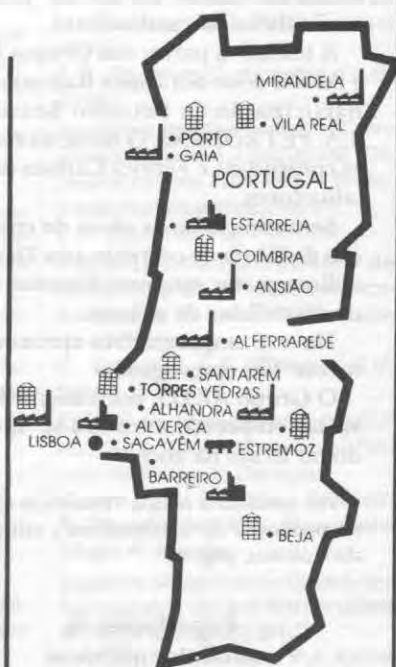 MIRANDELA
• VILA REAL
• PORTO
• GAIA
PORTUGAL
• ESTARREJA
• COIMBRA
• ANSIÃO
• ALFERRAREDE
• SANTARÉM
• TORRES VEDRAS
ALHANDRA
• ALVERCA
LISBOA • SACAVÉM ESTREMOZ
BARREIRO
• BEJA